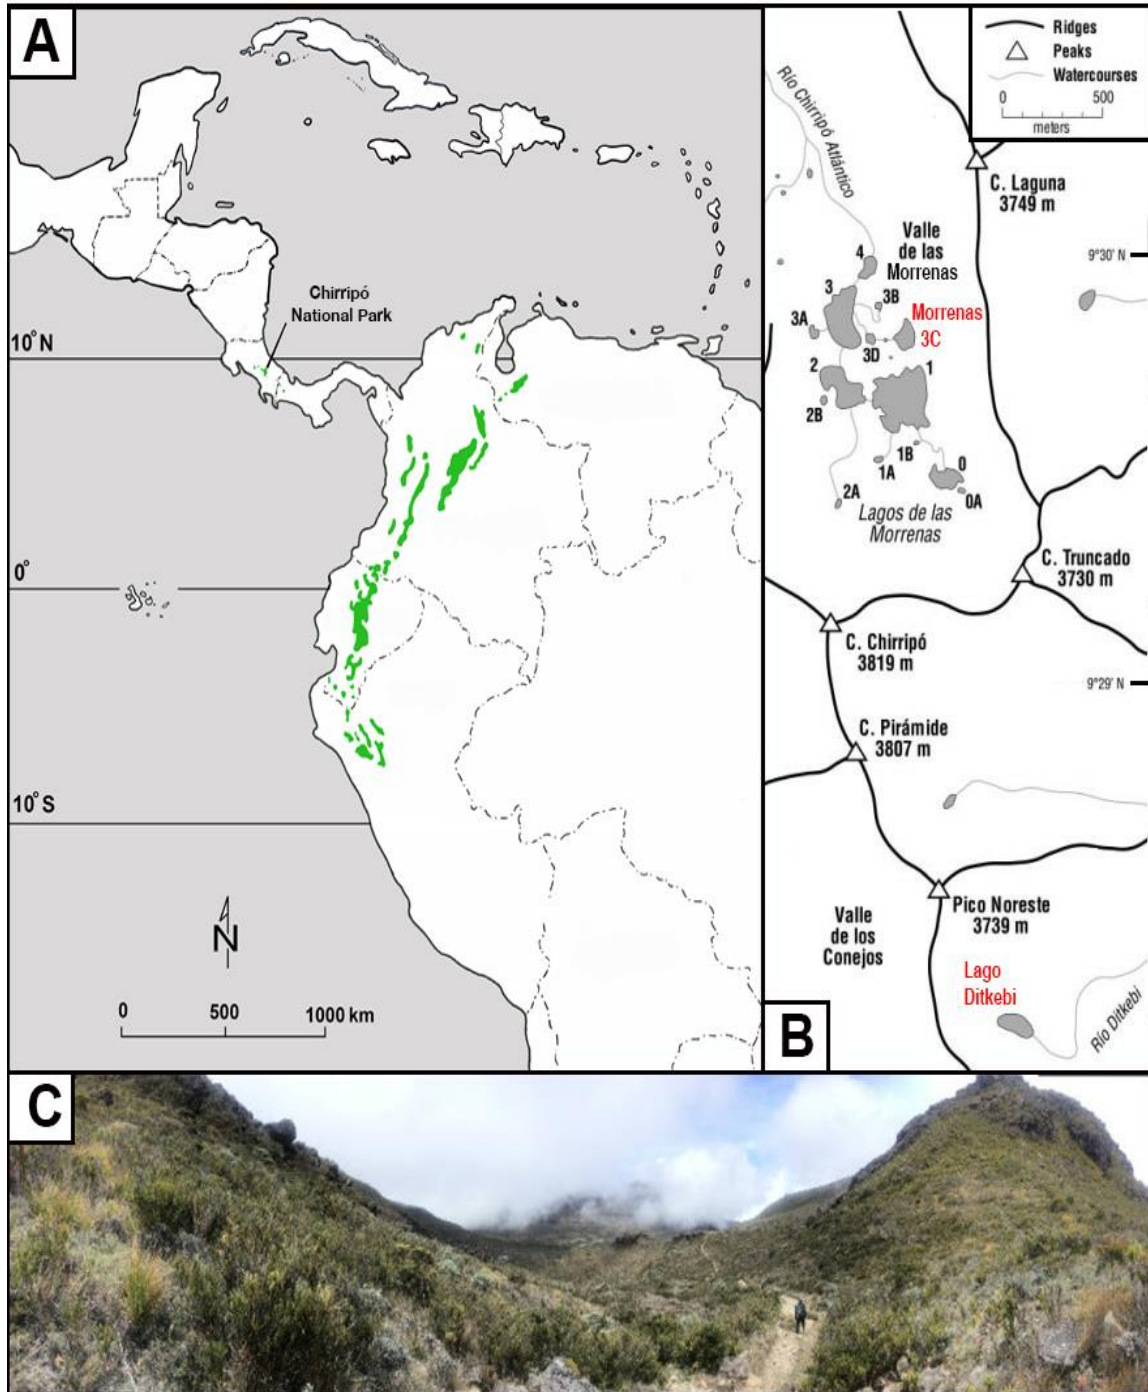 A
Chirripó
National Park
10°N
0°
10°S
N
0 500 1000 km
B
Ridges
Peaks
Watercourses
0 500
meters
Río Chirripó Atlántico
C. Laguna
3749 m
9°30' N
Valle
de las
Morrenas
4
3
3B
3A
Morrenas
3C
3D
2
1
2B
1B
1A
0
2A
0A
Lagos de las
Morrenas
C. Truncado
3730 m
C. Chirripó
3819 m
9°29' N
C. Pirámide
3807 m
Pico Noreste
3739 m
Valle
de los
Conejos
Lago
Ditkebi
Río Ditkebi
C